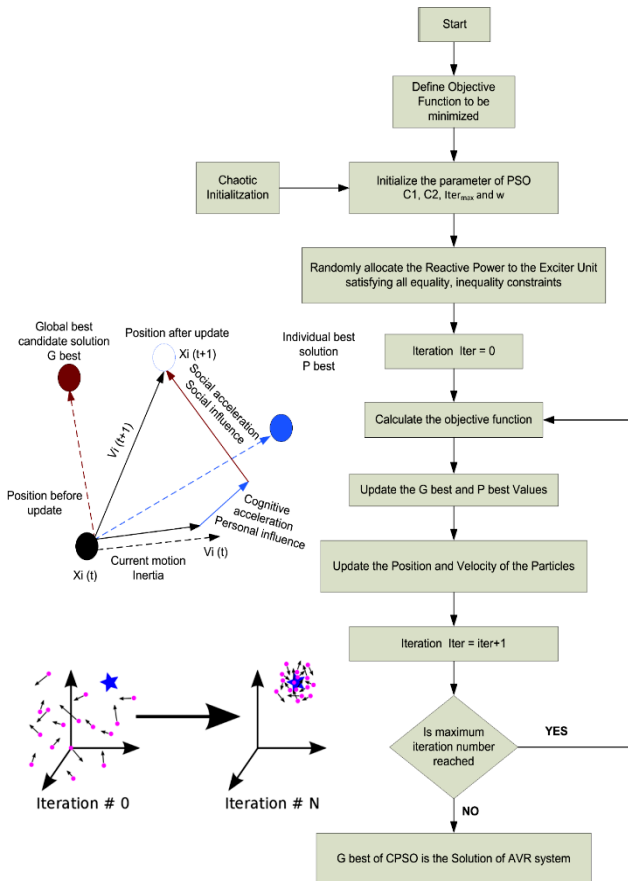 Start
Define Objective
Function to be
minimized
Chaotic
Initialitzation
Initialize the parameter of PSO
C1, C2, Itermax and w
Randomly allocate the Reactive Power to the Exciter Unit
satisfying all equality, inequality constraints
Iteration Iter = 0
Calculate the objective function
Update the G best and P best Values
Update the Position and Velocity of the Particles
Iteration Iter = iter+1
Is maximum
iteration number
reached
YES
NO
G best of CPSO is the Solution of AVR system
Global best
candidate solution
G best
Position after update
Xi (t+1)
Individual best
solution
P best
Social acceleration
Social influence
Vi (t+1)
Position before
update
Cognitive
acceleration
Personal influence
Xi (t)
Current motion
Inertia
Vi (t)
Iteration # 0
Iteration # N